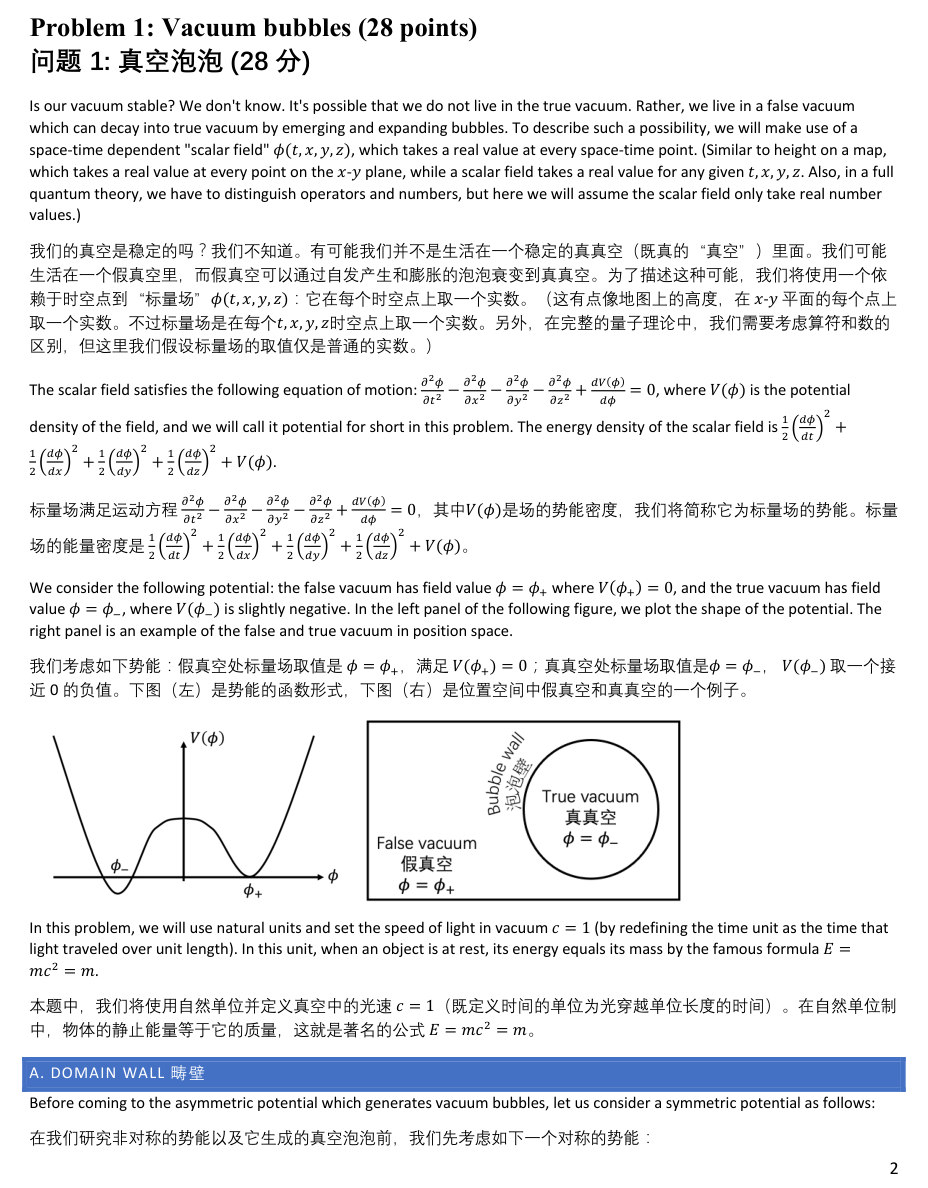 Problem 1: Vacuum bubbles (28 points)
问题 1: 真空泡泡 (28 分)
Is our vacuum stable? We don't know. It's possible that we do not live in the true vacuum. Rather, we live in a false vacuum
which can decay into true vacuum by emerging and expanding bubbles. To describe such a possibility, we will make use of a
space-time dependent "scalar field" ϕ(t, x, y, z), which takes a real value at every space-time point. (Similar to height on a map,
which takes a real value at every point on the x-y plane, while a scalar field takes a real value for any given t, x, y, z. Also, in a full
quantum theory, we have to distinguish operators and numbers, but here we will assume the scalar field only take real number
values.)
我们的真空是稳定的吗？我们不知道。有可能我们并不是生活在一个稳定的真真空（既真的“真空”）里面。我们可能
生活在一个假真空里，而假真空可以通过自发产生和膨胀的泡泡衰变到真真空。为了描述这种可能，我们将使用一个依
赖于时空点到“标量场” ϕ(t, x, y, z)：它在每个时空点上取一个实数。（这有点像地图上的高度，在 x-y 平面的每个点上
取一个实数。不过标量场是在每个t, x, y, z时空点上取一个实数。另外，在完整的量子理论中，我们需要考虑算符和数的
区别，但这里我们假设标量场的取值仅是普通的实数。）
The scalar field satisfies the following equation of motion: ∂²ϕ/∂t² − ∂²ϕ/∂x² − ∂²ϕ/∂y² − ∂²ϕ/∂z² + dV(ϕ)/dϕ = 0, where V(ϕ) is the potential
density of the field, and we will call it potential for short in this problem. The energy density of the scalar field is 1/2 (dϕ/dt)² +
1/2 (dϕ/dx)² + 1/2 (dϕ/dy)² + 1/2 (dϕ/dz)² + V(ϕ).
标量场满足运动方程 ∂²ϕ/∂t² − ∂²ϕ/∂x² − ∂²ϕ/∂y² − ∂²ϕ/∂z² + dV(ϕ)/dϕ = 0，其中V(ϕ)是场的势能密度，我们将简称它为标量场的势能。标量
场的能量密度是 1/2 (dϕ/dt)² + 1/2 (dϕ/dx)² + 1/2 (dϕ/dy)² + 1/2 (dϕ/dz)² + V(ϕ)。
We consider the following potential: the false vacuum has field value ϕ = ϕ₊ where V(ϕ₊) = 0, and the true vacuum has field
value ϕ = ϕ₋, where V(ϕ₋) is slightly negative. In the left panel of the following figure, we plot the shape of the potential. The
right panel is an example of the false and true vacuum in position space.
我们考虑如下势能：假真空处标量场取值是 ϕ = ϕ₊，满足 V(ϕ₊) = 0；真真空处标量场取值是ϕ = ϕ₋， V(ϕ₋) 取一个接
近 0 的负值。下图（左）是势能的函数形式，下图（右）是位置空间中假真空和真真空的一个例子。
V(ϕ)
ϕ₋
ϕ₊
ϕ
Bubble wall
泡泡壁
True vacuum
真真空
ϕ = ϕ₋
False vacuum
假真空
ϕ = ϕ₊
In this problem, we will use natural units and set the speed of light in vacuum c = 1 (by redefining the time unit as the time that
light traveled over unit length). In this unit, when an object is at rest, its energy equals its mass by the famous formula E =
mc² = m.
本题中，我们将使用自然单位并定义真空中的光速 c = 1（既定义时间的单位为光穿越单位长度的时间）。在自然单位制
中，物体的静止能量等于它的质量，这就是著名的公式 E = mc² = m。
A. DOMAIN WALL 畴壁
Before coming to the asymmetric potential which generates vacuum bubbles, let us consider a symmetric potential as follows:
在我们研究非对称的势能以及它生成的真空泡泡前，我们先考虑如下一个对称的势能：
2